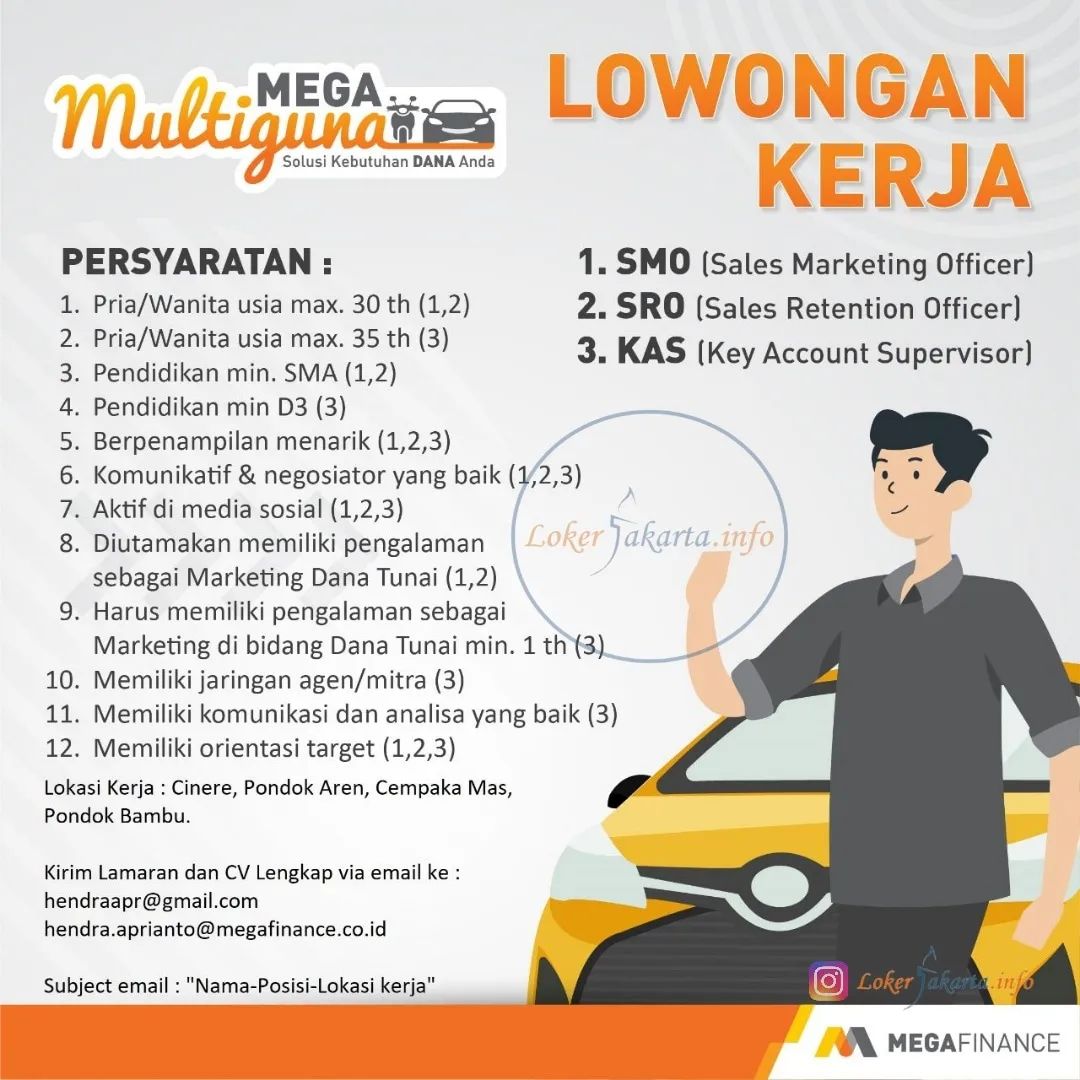 MEGA
Multiguna
Solusi Kebutuhan DANA Anda
LOWONGAN
KERJA
PERSYARATAN :
1. Pria/Wanita usia max. 30 th (1,2)
2. Pria/Wanita usia max. 35 th (3)
3. Pendidikan min. SMA (1,2)
4. Pendidikan min D3 (3)
5. Berpenampilan menarik (1,2,3)
6. Komunikatif & negosiator yang baik (1,2,3)
7. Aktif di media sosial (1,2,3)
8. Diutamakan memiliki pengalaman
sebagai Marketing Dana Tunai (1,2)
9. Harus memiliki pengalaman sebagai
Marketing di bidang Dana Tunai min. 1 th (3)
10. Memiliki jaringan agen/mitra (3)
11. Memiliki komunikasi dan analisa yang baik (3)
12. Memiliki orientasi target (1,2,3)
1. SMO (Sales Marketing Officer)
2. SRO (Sales Retention Officer)
3. KAS (Key Account Supervisor)
Loker Jakarta.info
Lokasi Kerja : Cinere, Pondok Aren, Cempaka Mas,
Pondok Bambu.
Kirim Lamaran dan CV Lengkap via email ke :
hendraapr@gmail.com
hendra.aprianto@megafinance.co.id
Subject email : "Nama-Posisi-Lokasi kerja"
Loker Jakarta.info
MEGAFINANCE